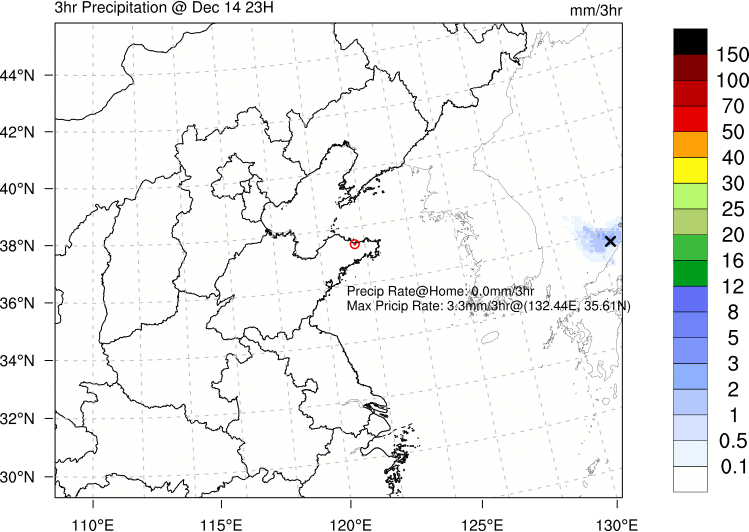 3hr Precipitation @ Dec 14 23H
mm/3hr
44°N
42°N
40°N
38°N
36°N
34°N
32°N
30°N
Precip Rate@Home: 0.0mm/3hr
Max Pricip Rate: 3.3mm/3hr@(132.44E, 35.61N)
110°E
115°E
120°E
125°E
130°E
150
100
70
50
40
30
25
20
16
12
8
5
3
2
1
0.5
0.1